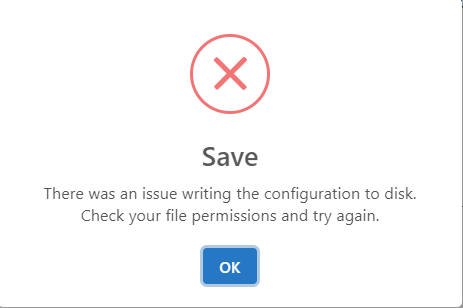 Save
There was an issue writing the configuration to disk.
Check your file permissions and try again.
OK